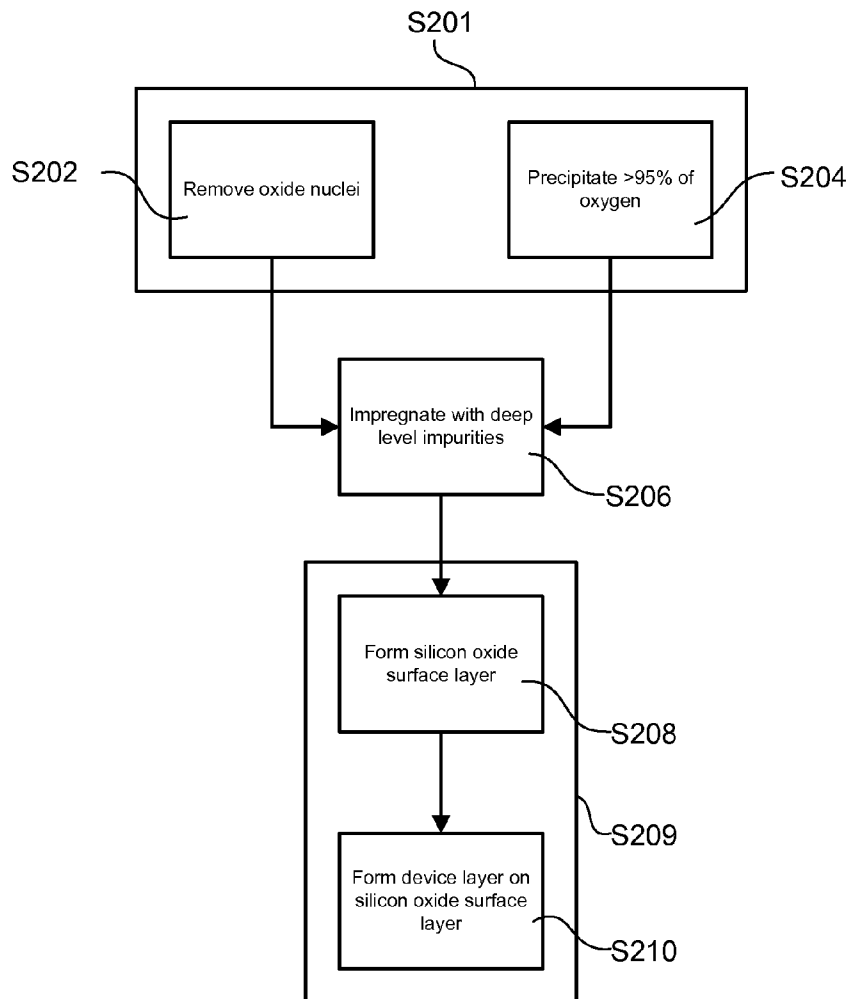 S201
S202
Remove oxide nuclei
Precipitate >95% of
oxygen
S204
Impregnate with deep
level impurities
S206
Form silicon oxide
surface layer
S208
S209
Form device layer on
silicon oxide surface
layer
S210